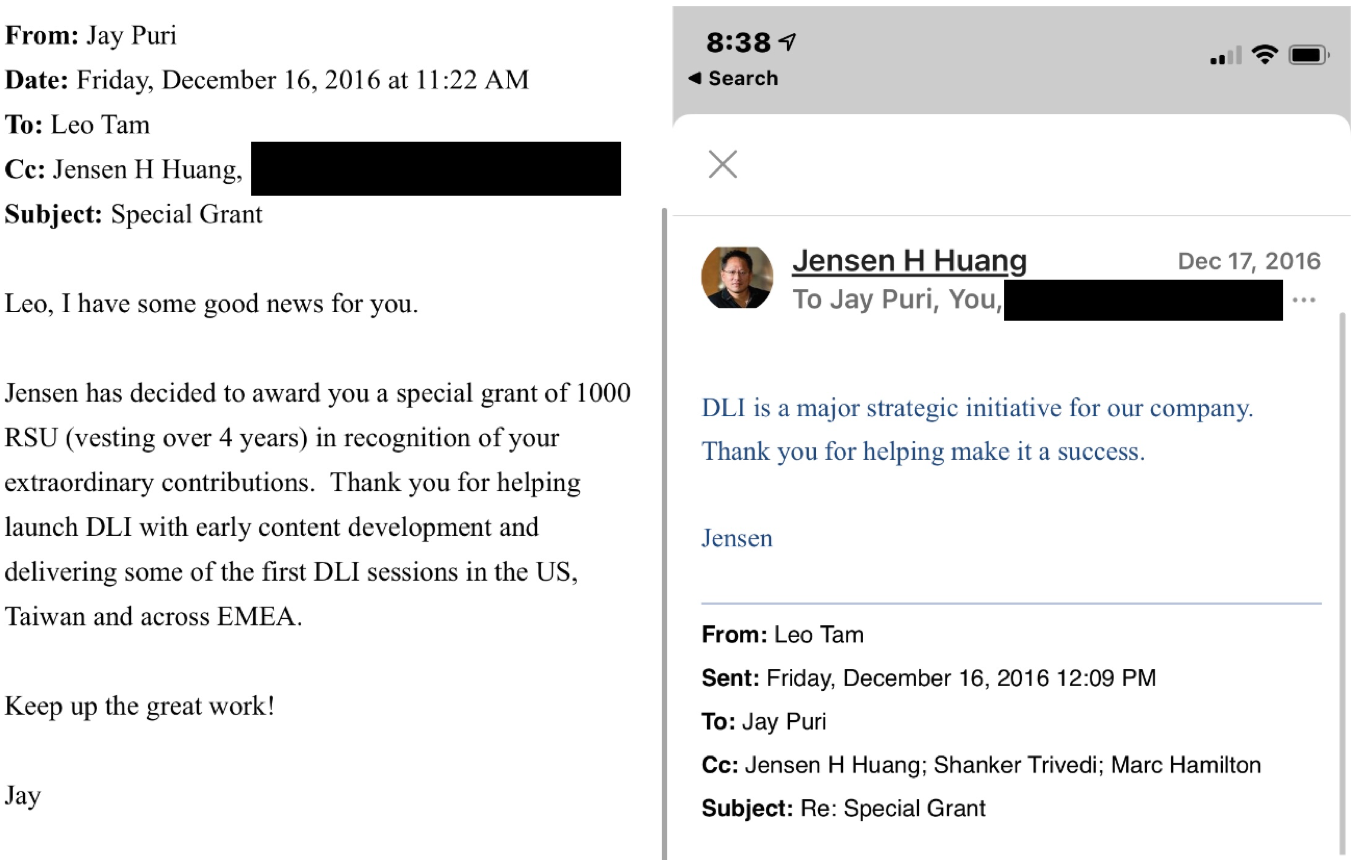 From: Jay Puri
Date: Friday, December 16, 2016 at 11:22 AM
To: Leo Tam
Cc: Jensen H Huang,
Subject: Special Grant
Leo, I have some good news for you.
Jensen has decided to award you a special grant of 1000
RSU (vesting over 4 years) in recognition of your
extraordinary contributions.  Thank you for helping
launch DLI with early content development and
delivering some of the first DLI sessions in the US,
Taiwan and across EMEA.
Keep up the great work!
Jay
8:38
◀ Search
Jensen H Huang
Dec 17, 2016
To Jay Puri, You,
DLI is a major strategic initiative for our company.
Thank you for helping make it a success.
Jensen
From: Leo Tam
Sent: Friday, December 16, 2016 12:09 PM
To: Jay Puri
Cc: Jensen H Huang; Shanker Trivedi; Marc Hamilton
Subject: Re: Special Grant